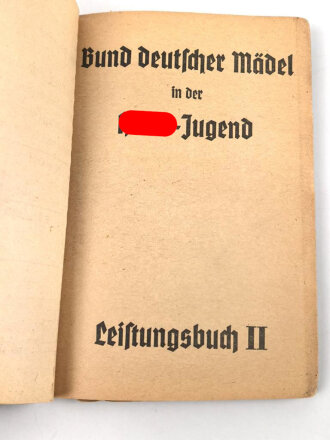 Bund deutscher Mädel
in der
-Jugend
Leistungsbuch II